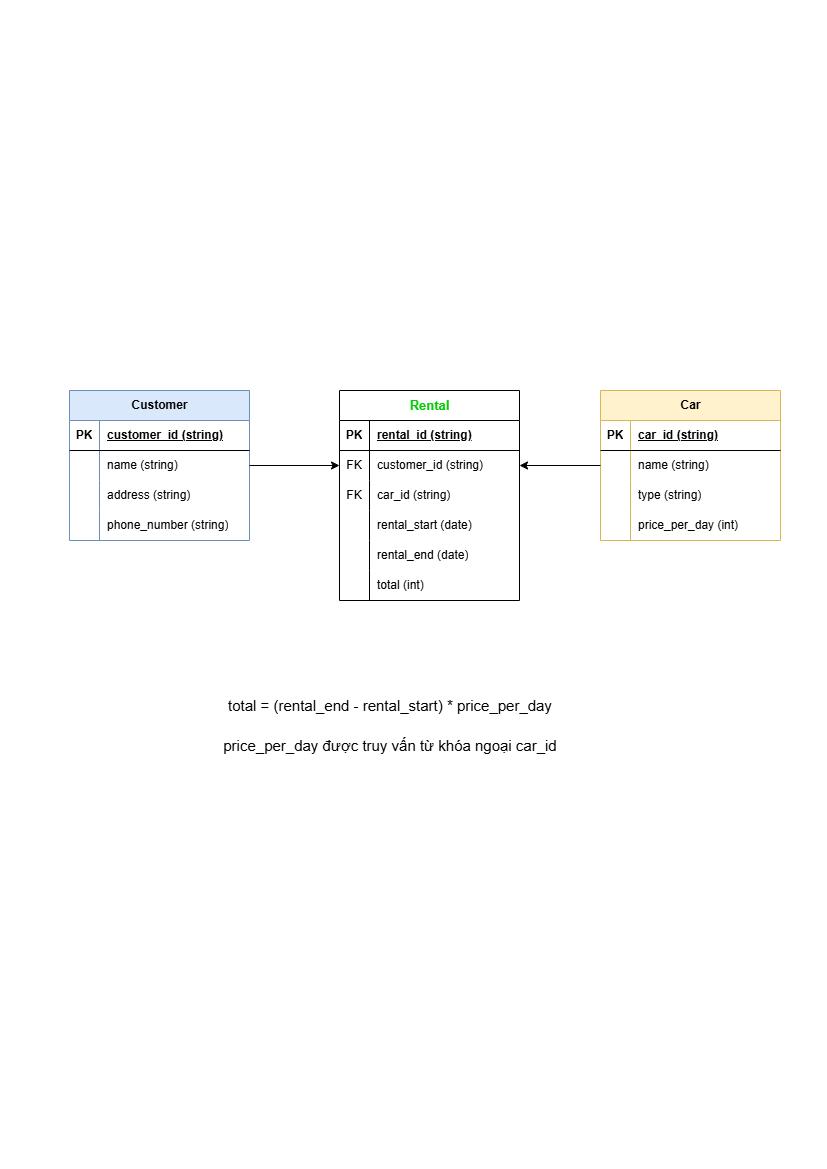 Customer
PK customer_id (string)
name (string)
address (string)
phone_number (string)
Rental
PK rental_id (string)
FK customer_id (string)
FK car_id (string)
rental_start (date)
rental_end (date)
total (int)
Car
PK car_id (string)
name (string)
type (string)
price_per_day (int)
total = (rental_end - rental_start) * price_per_day
price_per_day được truy vấn từ khóa ngoại car_id